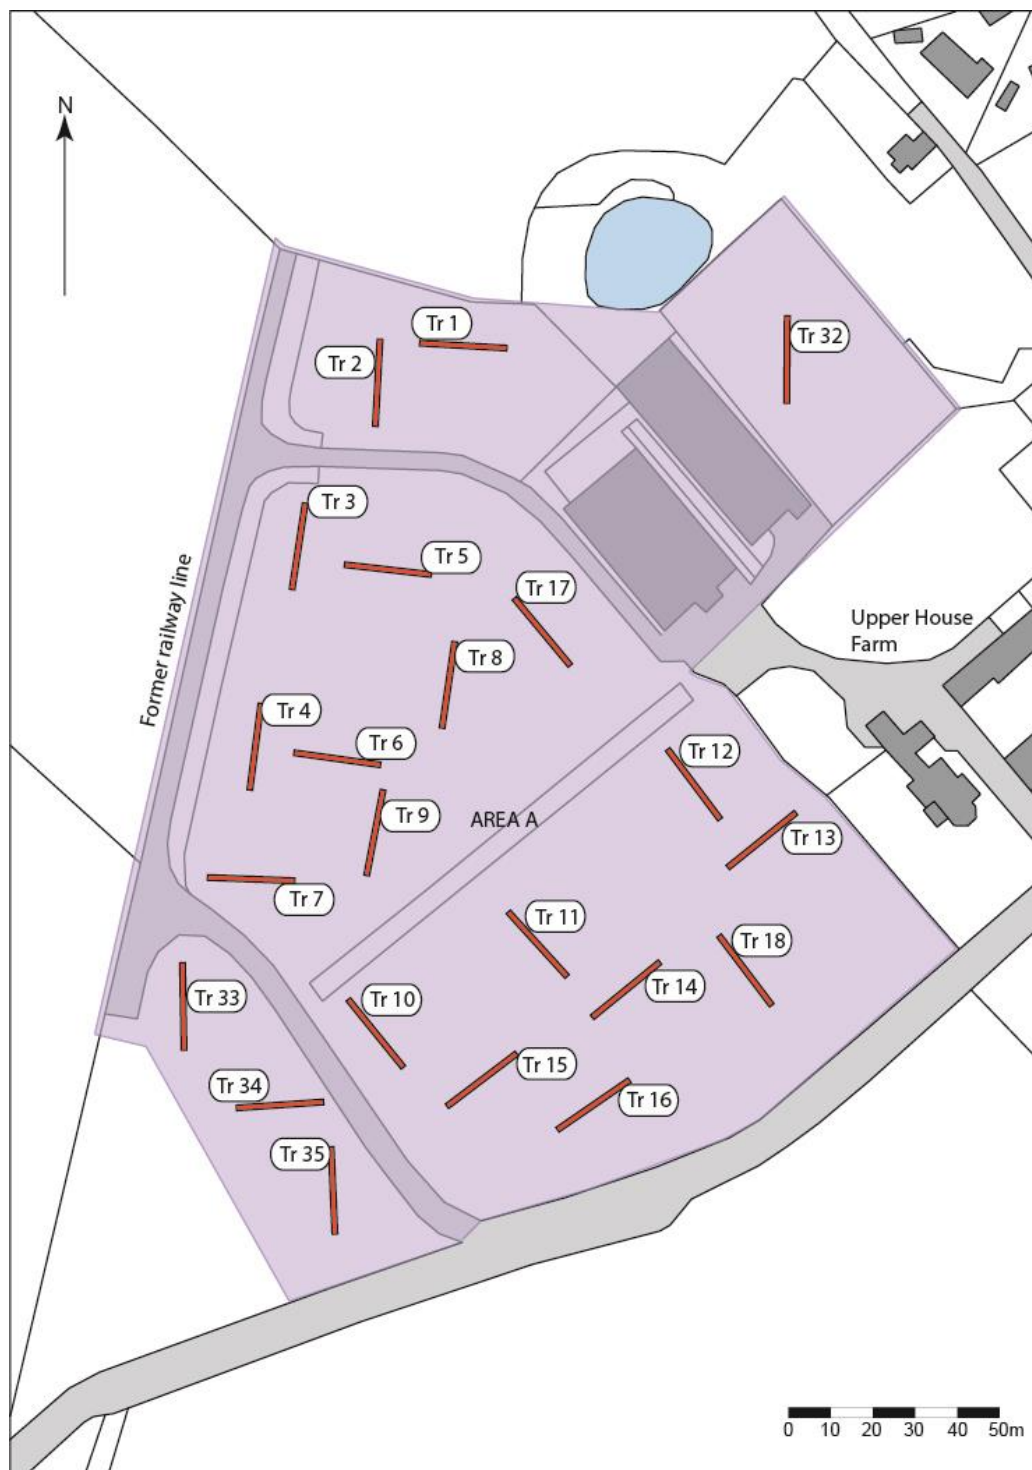 N
Tr 1
Tr 2
Tr 32
Tr 3
Tr 5
Tr 17
Former railway line
Upper House
Farm
Tr 8
Tr 4
Tr 6
Tr 12
Tr 9
AREA A
Tr 13
Tr 7
Tr 11
Tr 18
Tr 33
Tr 10
Tr 14
Tr 15
Tr 34
Tr 16
Tr 35
0 10 20 30 40 50m